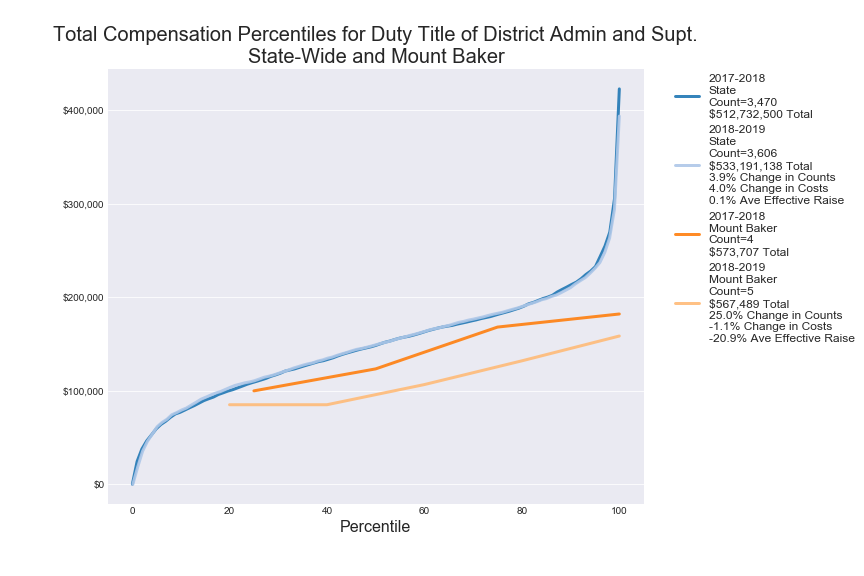 Total Compensation Percentiles for Duty Title of District Admin and Supt.
State-Wide and Mount Baker
$400,000
$300,000
$200,000
$100,000
$0
0 20 40 60 80 100
Percentile
2017-2018
State
Count=3,470
$512,732,500 Total
2018-2019
State
Count=3,606
$533,191,138 Total
3.9% Change in Counts
4.0% Change in Costs
0.1% Ave Effective Raise
2017-2018
Mount Baker
Count=4
$573,707 Total
2018-2019
Mount Baker
Count=5
$567,489 Total
25.0% Change in Counts
-1.1% Change in Costs
-20.9% Ave Effective Raise